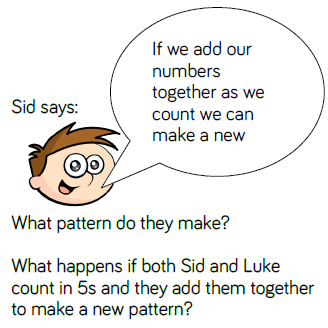 If we add our
numbers
together as we
count we can
make a new
Sid says:
What pattern do they make?
What happens if both Sid and Luke
count in 5s and they add them together
to make a new pattern?